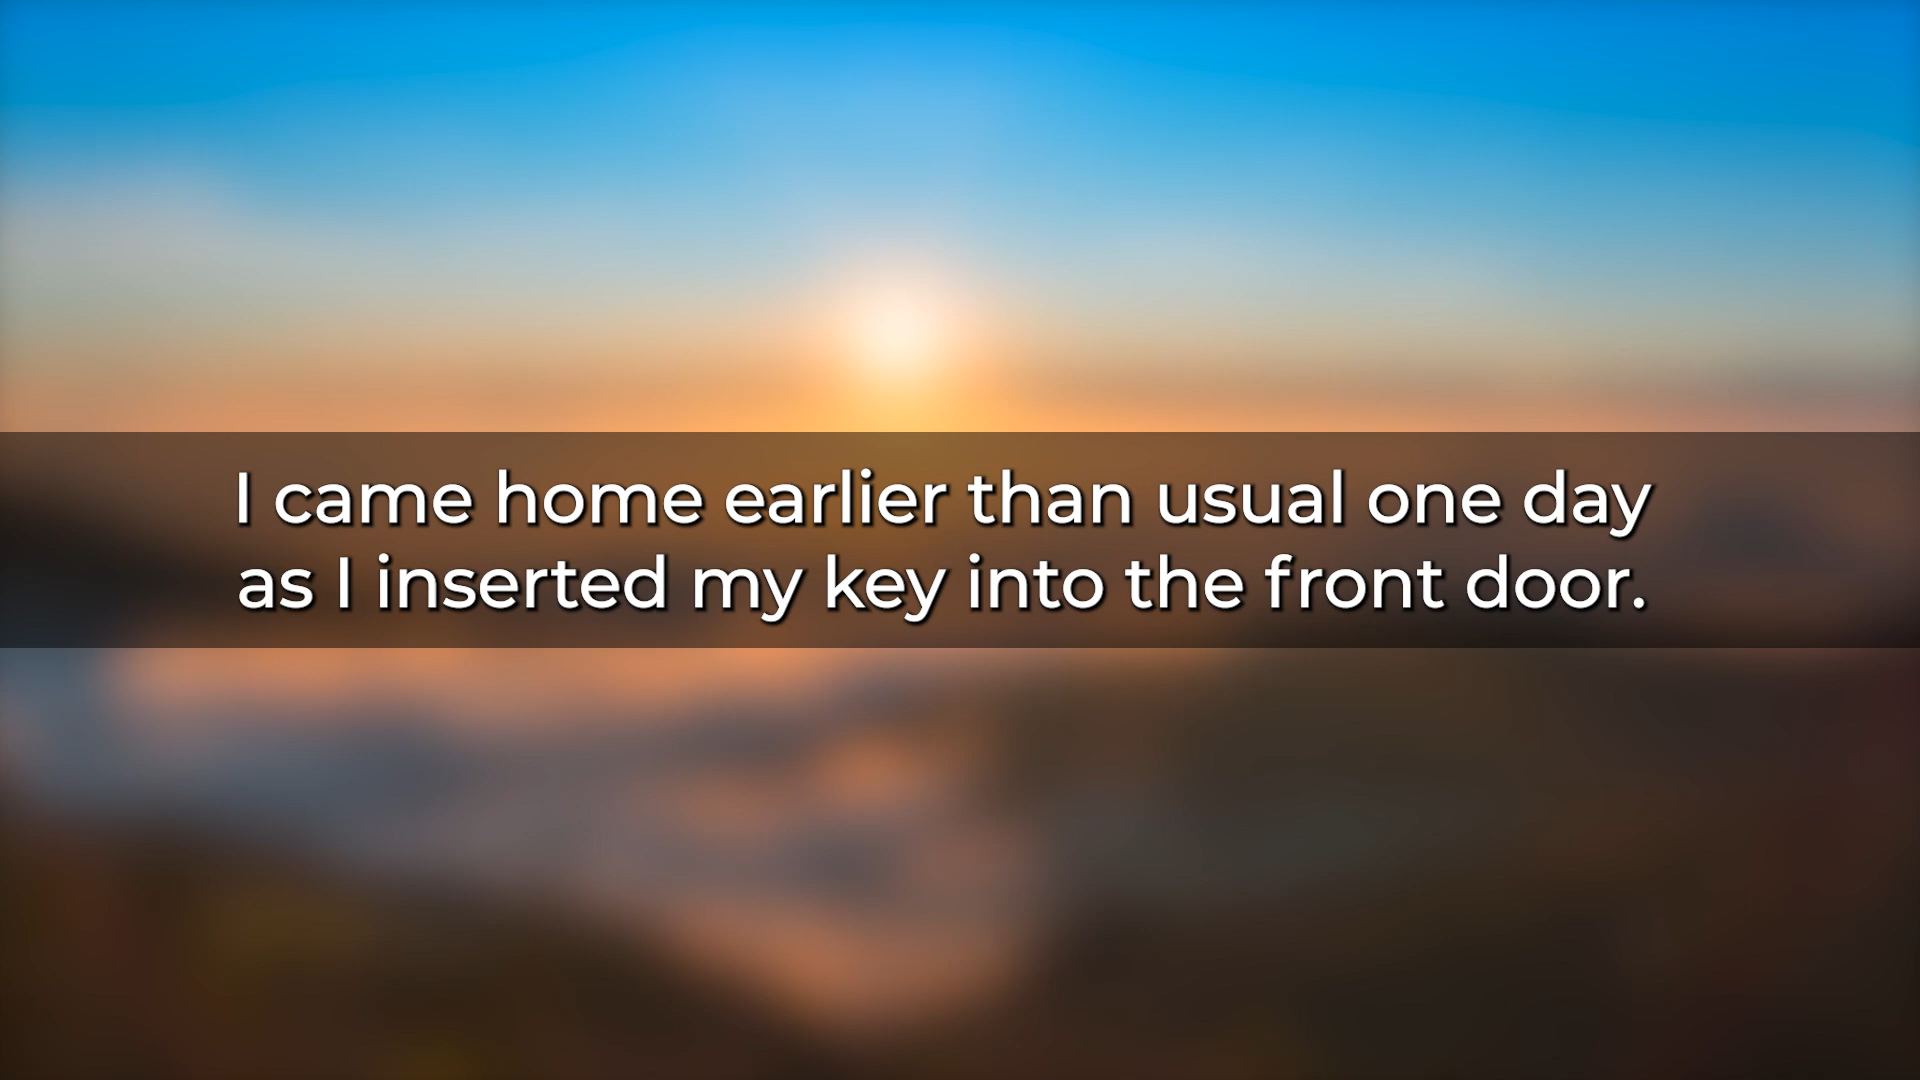 I came home earlier than usual one day
as I inserted my key into the front door.